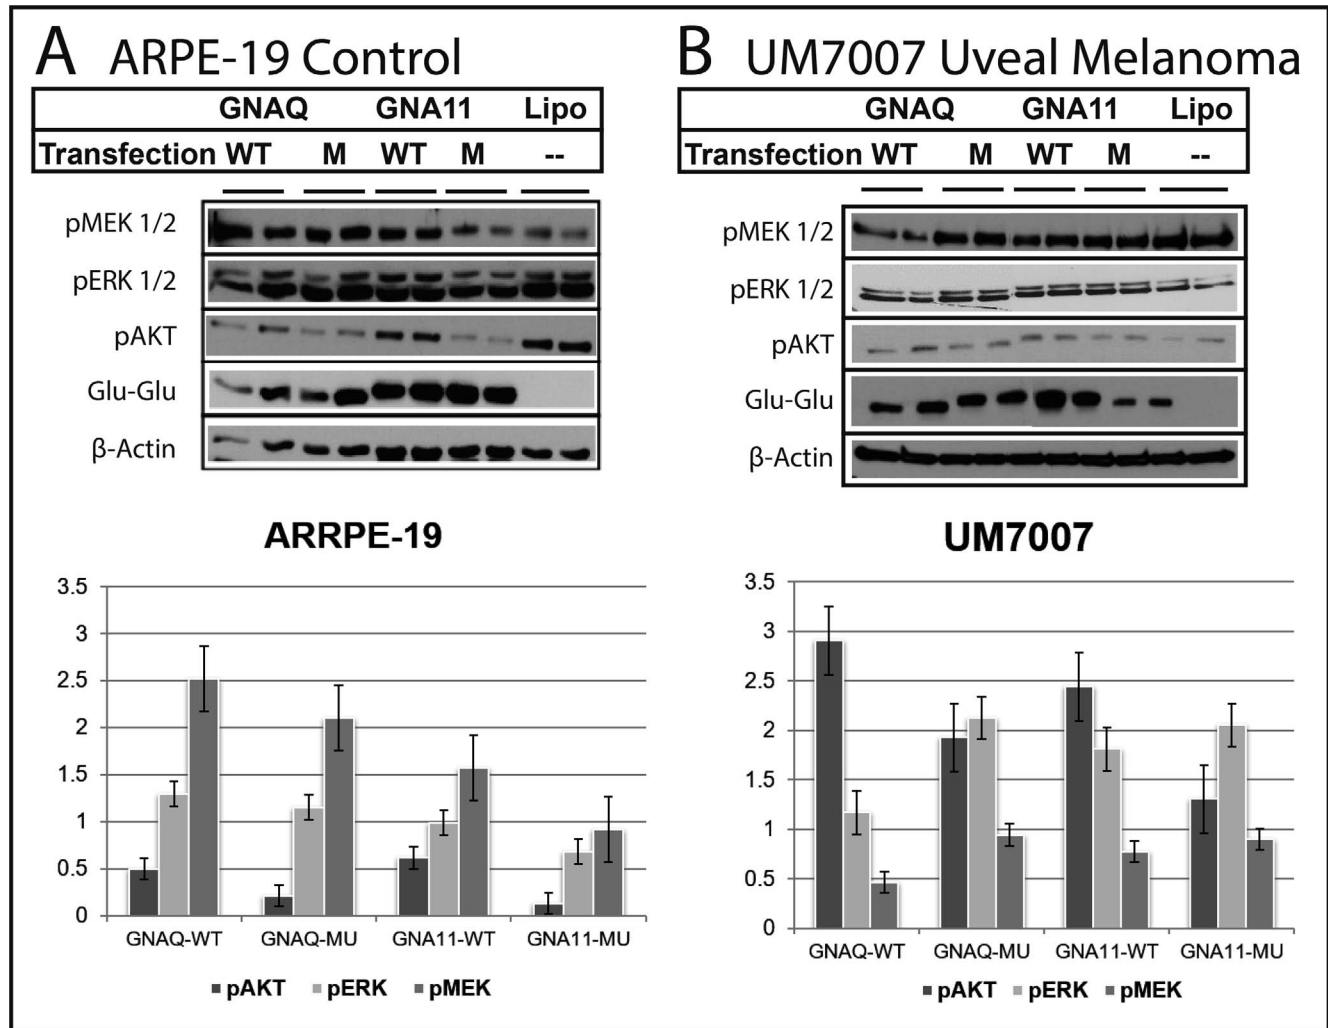 A ARPE-19 Control
GNAQ GNA11 Lipo
Transfection WT M WT M --
pMEK 1/2
pERK 1/2
pAKT
Glu-Glu
β-Actin
ARRPE-19
3.5
3
2.5
2
1.5
1
0.5
0
GNAQ-WT GNAQ-MU GNA11-WT GNA11-MU
pAKT pERK pMEK
B UM7007 Uveal Melanoma
GNAQ GNA11 Lipo
Transfection WT M WT M --
pMEK 1/2
pERK 1/2
pAKT
Glu-Glu
β-Actin
UM7007
3.5
3
2.5
2
1.5
1
0.5
0
GNAQ-WT GNAQ-MU GNA11-WT GNA11-MU
pAKT pERK pMEK